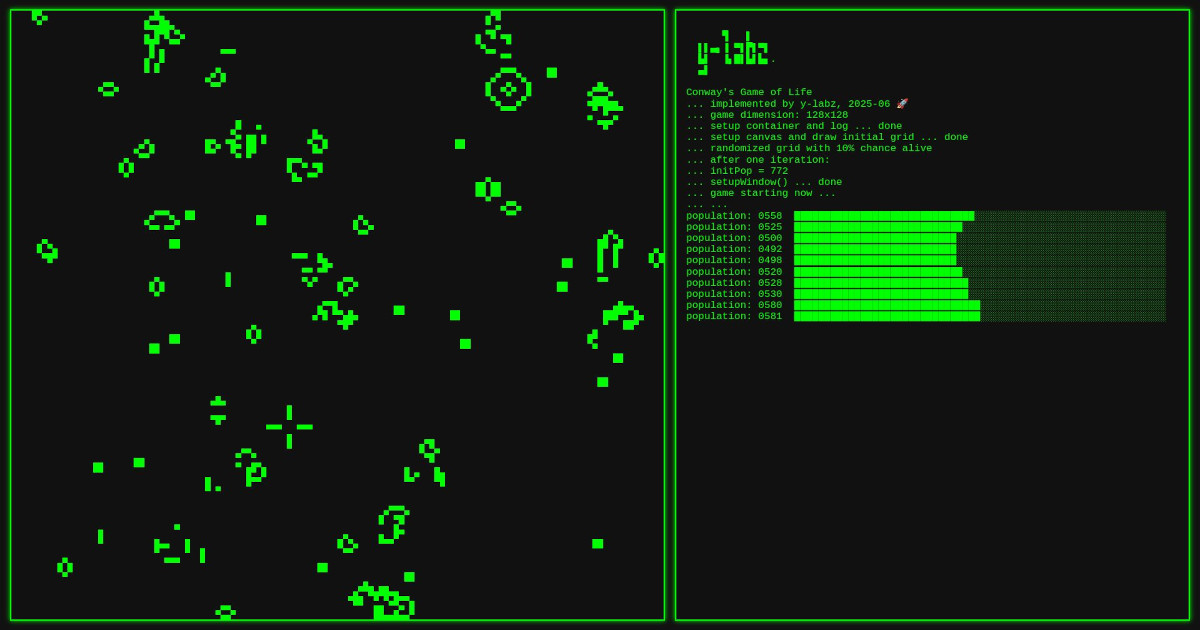 y-labz.
Conway's Game of Life
... implemented by y-labz, 2025-06 🚀
... game dimension: 128x128
... setup container and log ... done
... setup canvas and draw initial grid ... done
... randomized grid with 10% chance alive
... after one iteration:
... initPop = 772
... setupWindow() ... done
... game starting now ...
... ...
population: 0558
population: 0525
population: 0500
population: 0492
population: 0498
population: 0520
population: 0528
population: 0530
population: 0580
population: 0581